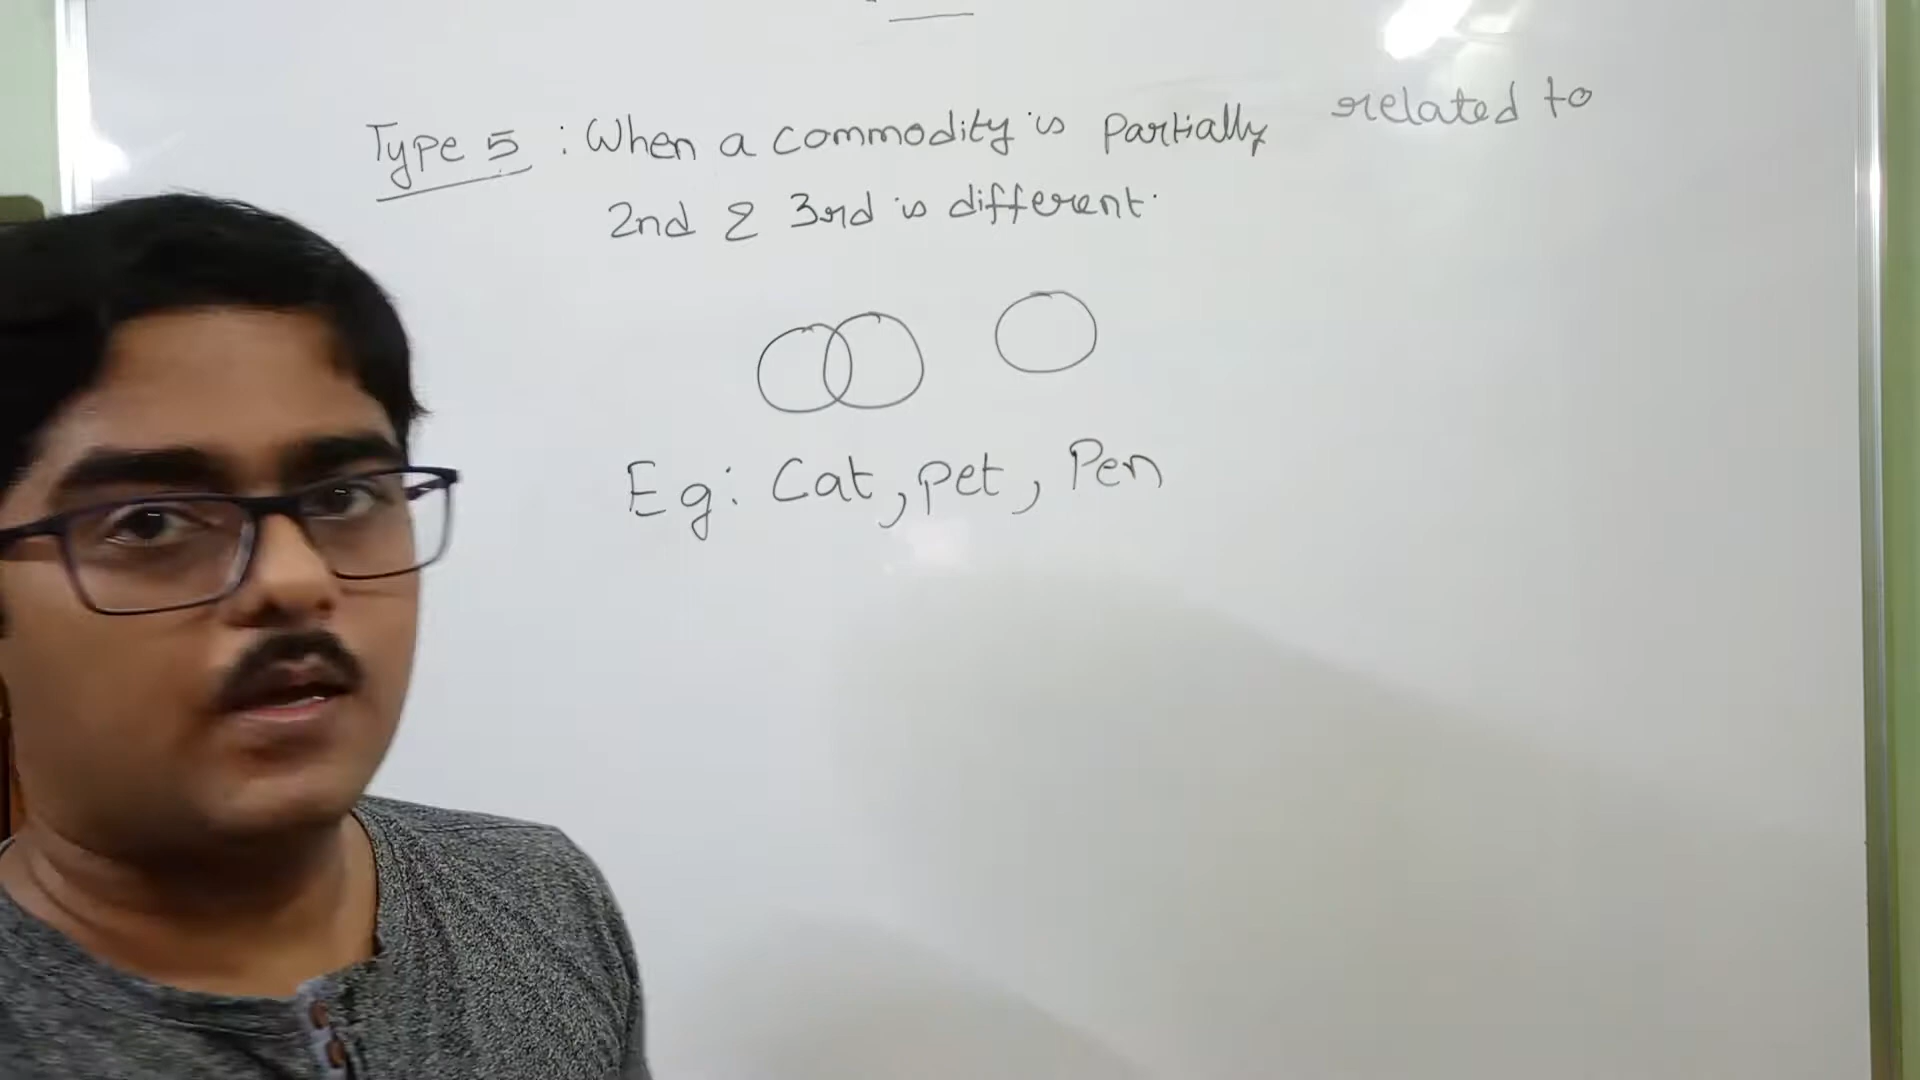 Type 5 : When a commodity is Partially related to
2nd & 3rd is different.
Eg: Cat, pet, Pen